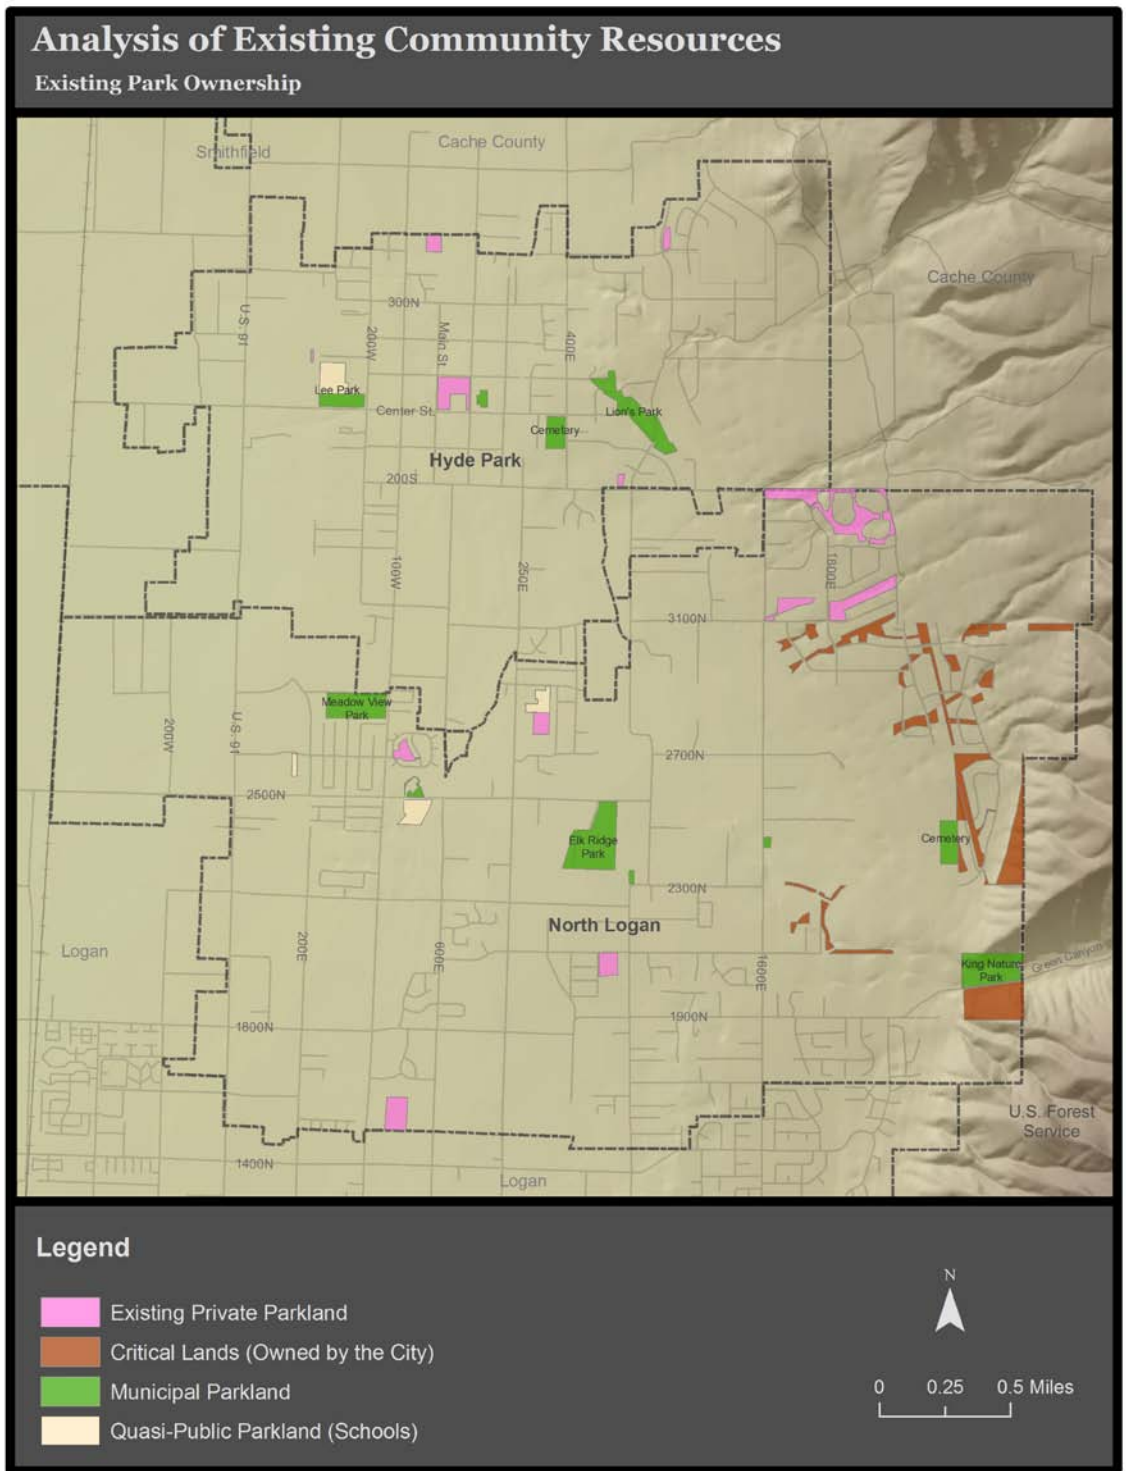 Analysis of Existing Community Resources
Existing Park Ownership
Smithfield
Cache County
Cache County
300N
U.S. 91
200W
Main St.
400E
Lee Park
Center St.
Lion's Park
Cemetery
Hyde Park
200S
100W
250E
1800E
3100N
Meadow View
Park
200W
U.S. 91
2700N
2500N
Elk Ridge
Park
Cemetery
2300N
North Logan
Logan
200E
600E
1600E
King Nature
Park
Green Canyon
1800N
1900N
U.S. Forest
Service
1400N
Logan
Legend
Existing Private Parkland
Critical Lands (Owned by the City)
Municipal Parkland
Quasi-Public Parkland (Schools)
N
0 0.25 0.5 Miles